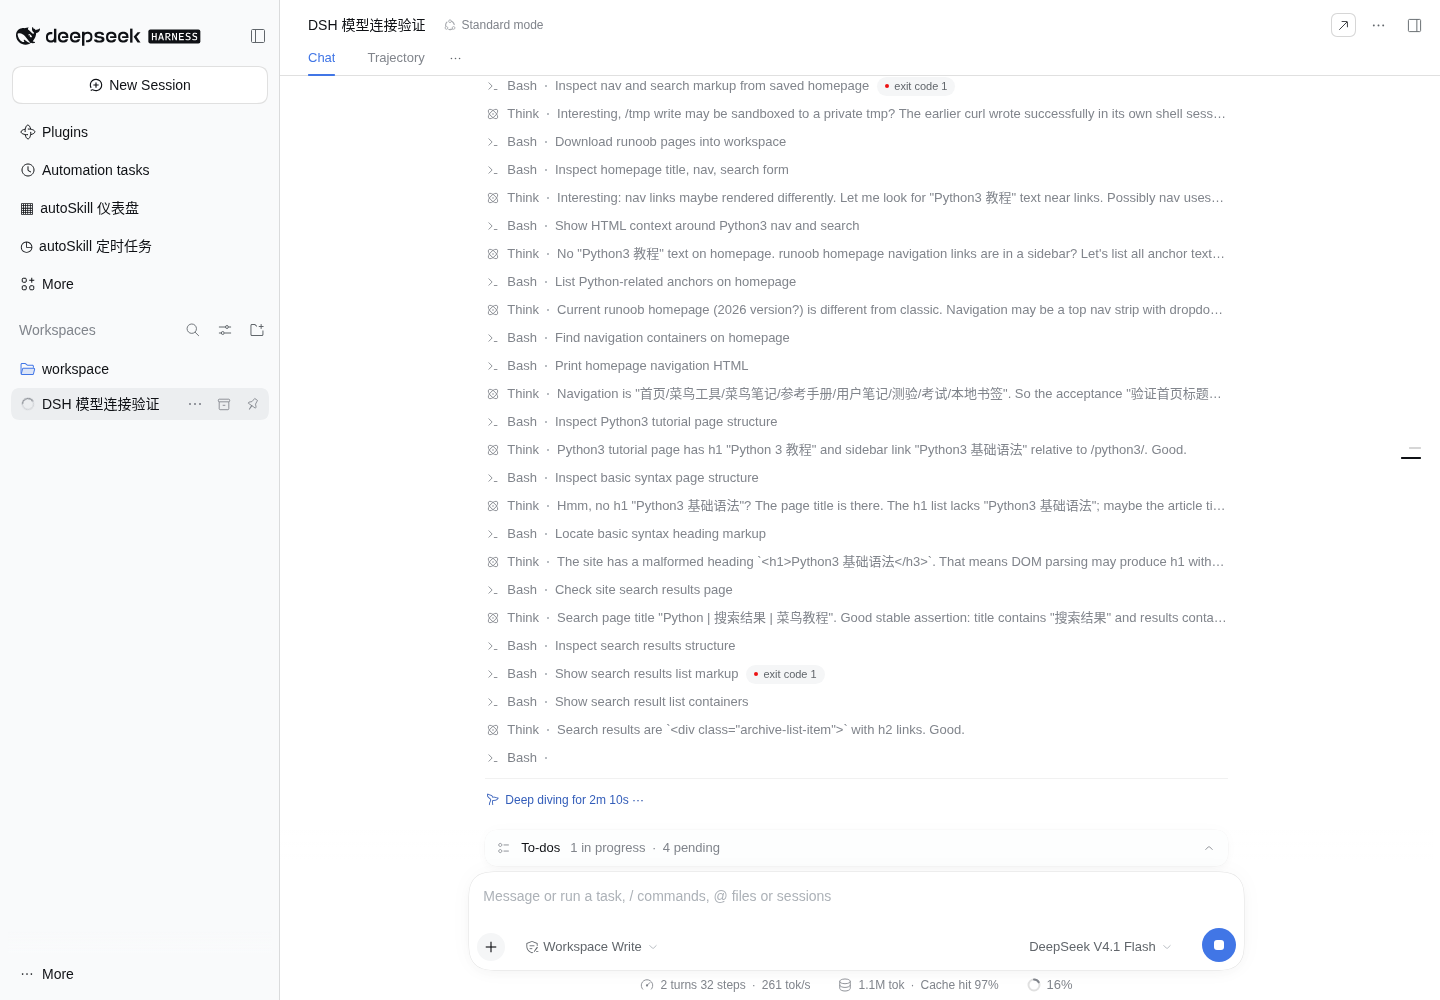 deepseek HARNESS
New Session
Plugins
Automation tasks
autoSkill 仪表盘
autoSkill 定时任务
More
Workspaces
workspace
DSH 模型连接验证
More
DSH 模型连接验证 Standard mode
Chat Trajectory
Bash · Inspect nav and search markup from saved homepage exit code 1
Think · Interesting, /tmp write may be sandboxed to a private tmp? The earlier curl wrote successfully in its own shell sess…
Bash · Download runoob pages into workspace
Bash · Inspect homepage title, nav, search form
Think · Interesting: nav links maybe rendered differently. Let me look for "Python3 教程" text near links. Possibly nav uses…
Bash · Show HTML context around Python3 nav and search
Think · No "Python3 教程" text on homepage. runoob homepage navigation links are in a sidebar? Let's list all anchor text…
Bash · List Python-related anchors on homepage
Think · Current runoob homepage (2026 version?) is different from classic. Navigation may be a top nav strip with dropdo…
Bash · Find navigation containers on homepage
Bash · Print homepage navigation HTML
Think · Navigation is "首页/菜鸟工具/菜鸟笔记/参考手册/用户笔记/测验/考试/本地书签". So the acceptance "验证首页标题…
Bash · Inspect Python3 tutorial page structure
Think · Python3 tutorial page has h1 "Python 3 教程" and sidebar link "Python3 基础语法" relative to /python3/. Good.
Bash · Inspect basic syntax page structure
Think · Hmm, no h1 "Python3 基础语法"? The page title is there. The h1 list lacks "Python3 基础语法"; maybe the article ti…
Bash · Locate basic syntax heading markup
Think · The site has a malformed heading `<h1>Python3 基础语法</h3>`. That means DOM parsing may produce h1 with…
Bash · Check site search results page
Think · Search page title "Python | 搜索结果 | 菜鸟教程". Good stable assertion: title contains "搜索结果" and results conta…
Bash · Inspect search results structure
Bash · Show search results list markup exit code 1
Bash · Show search result list containers
Think · Search results are `<div class="archive-list-item">` with h2 links. Good.
Bash ·
Deep diving for 2m 10s ···
To-dos 1 in progress · 4 pending
Message or run a task, / commands, @ files or sessions
Workspace Write DeepSeek V4.1 Flash
2 turns 32 steps · 261 tok/s 1.1M tok · Cache hit 97% 16%